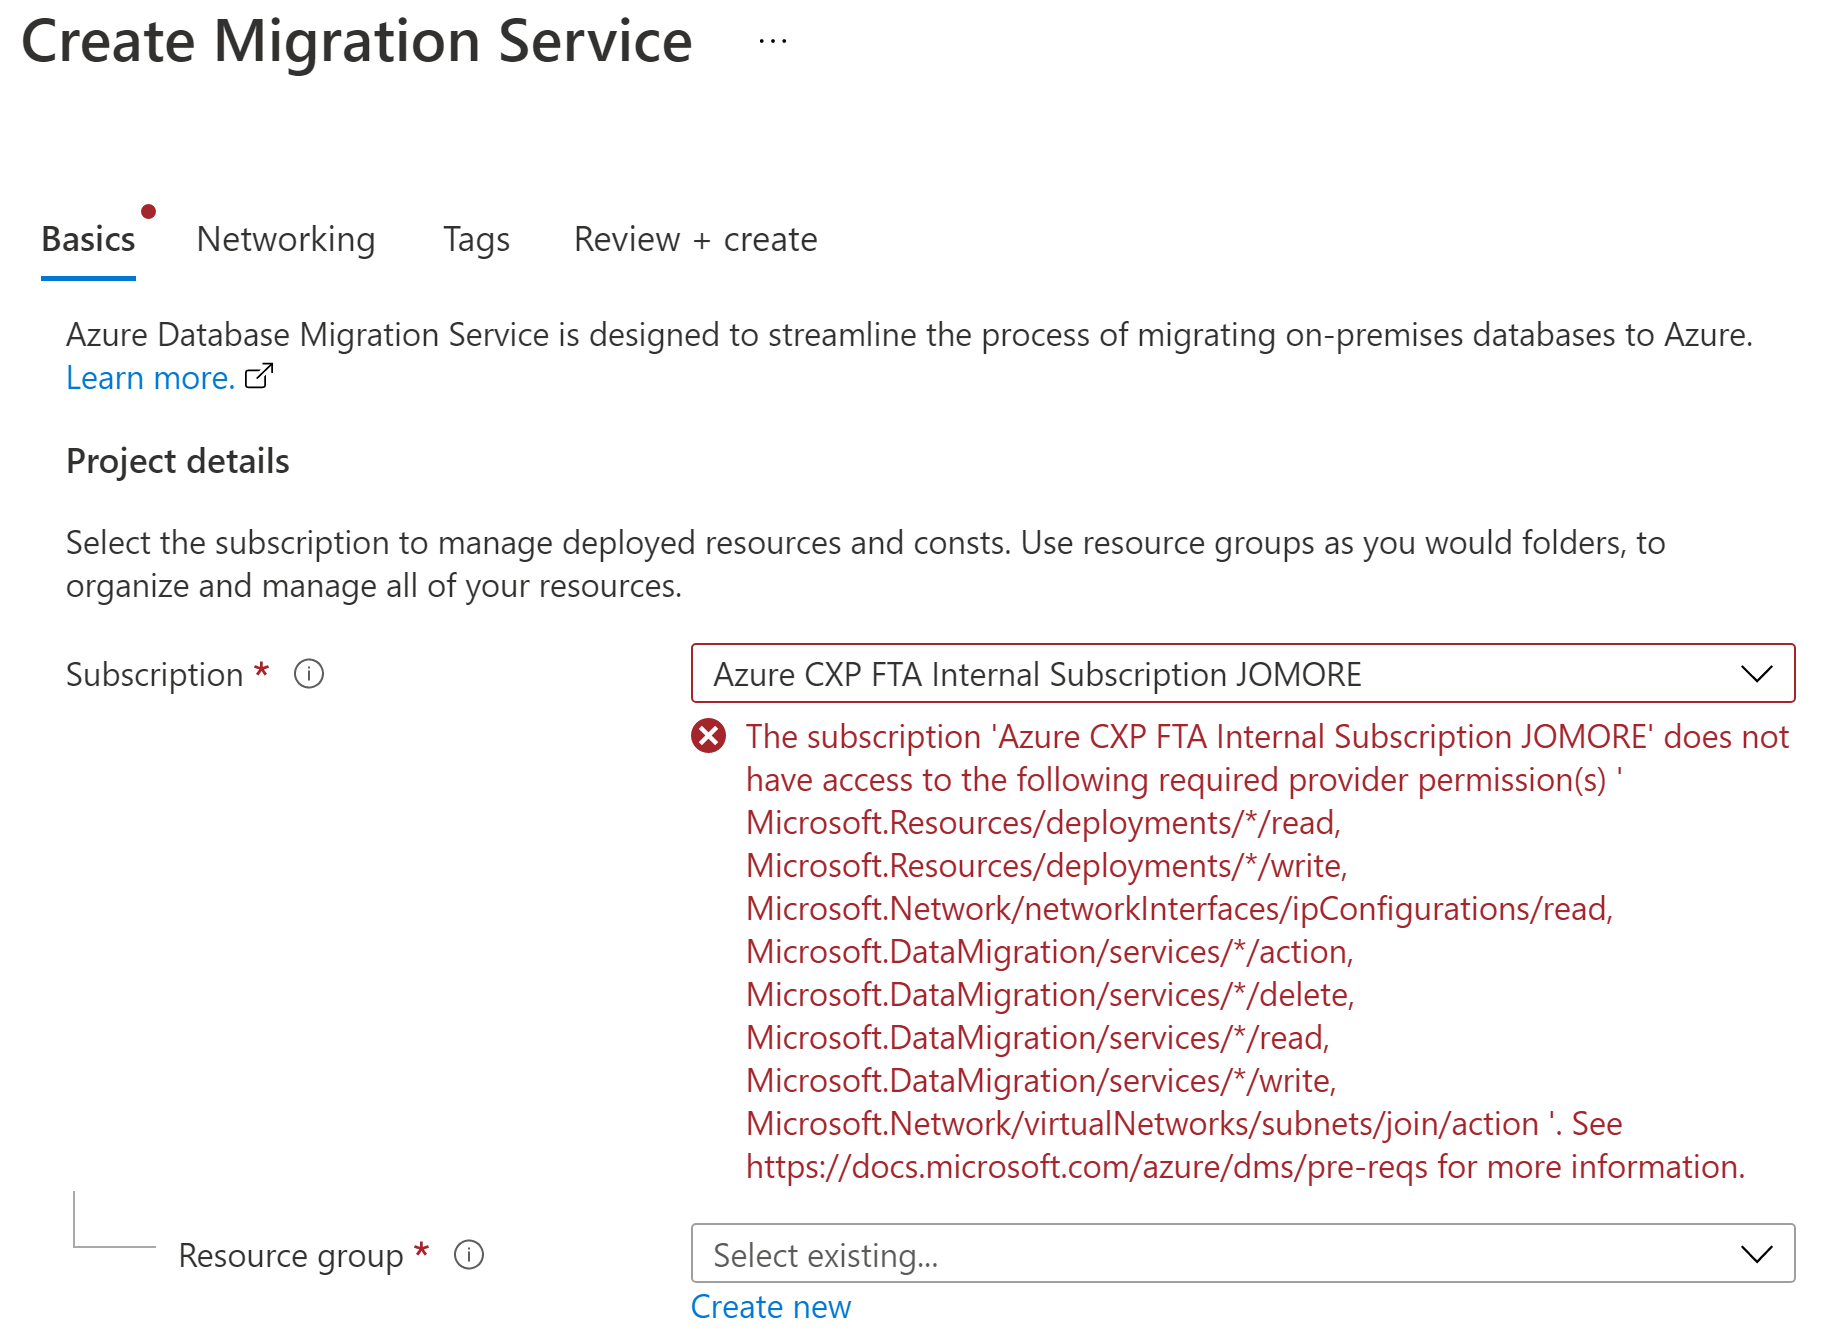 Create Migration Service ...
Basics Networking Tags Review + create
Azure Database Migration Service is designed to streamline the process of migrating on-premises databases to Azure.
Learn more.
Project details
Select the subscription to manage deployed resources and consts. Use resource groups as you would folders, to
organize and manage all of your resources.
Subscription * Azure CXP FTA Internal Subscription JOMORE
The subscription 'Azure CXP FTA Internal Subscription JOMORE' does not
have access to the following required provider permission(s) '
Microsoft.Resources/deployments/*/read,
Microsoft.Resources/deployments/*/write,
Microsoft.Network/networkInterfaces/ipConfigurations/read,
Microsoft.DataMigration/services/*/action,
Microsoft.DataMigration/services/*/delete,
Microsoft.DataMigration/services/*/read,
Microsoft.DataMigration/services/*/write,
Microsoft.Network/virtualNetworks/subnets/join/action '. See
https://docs.microsoft.com/azure/dms/pre-reqs for more information.
Resource group * Select existing...
Create new